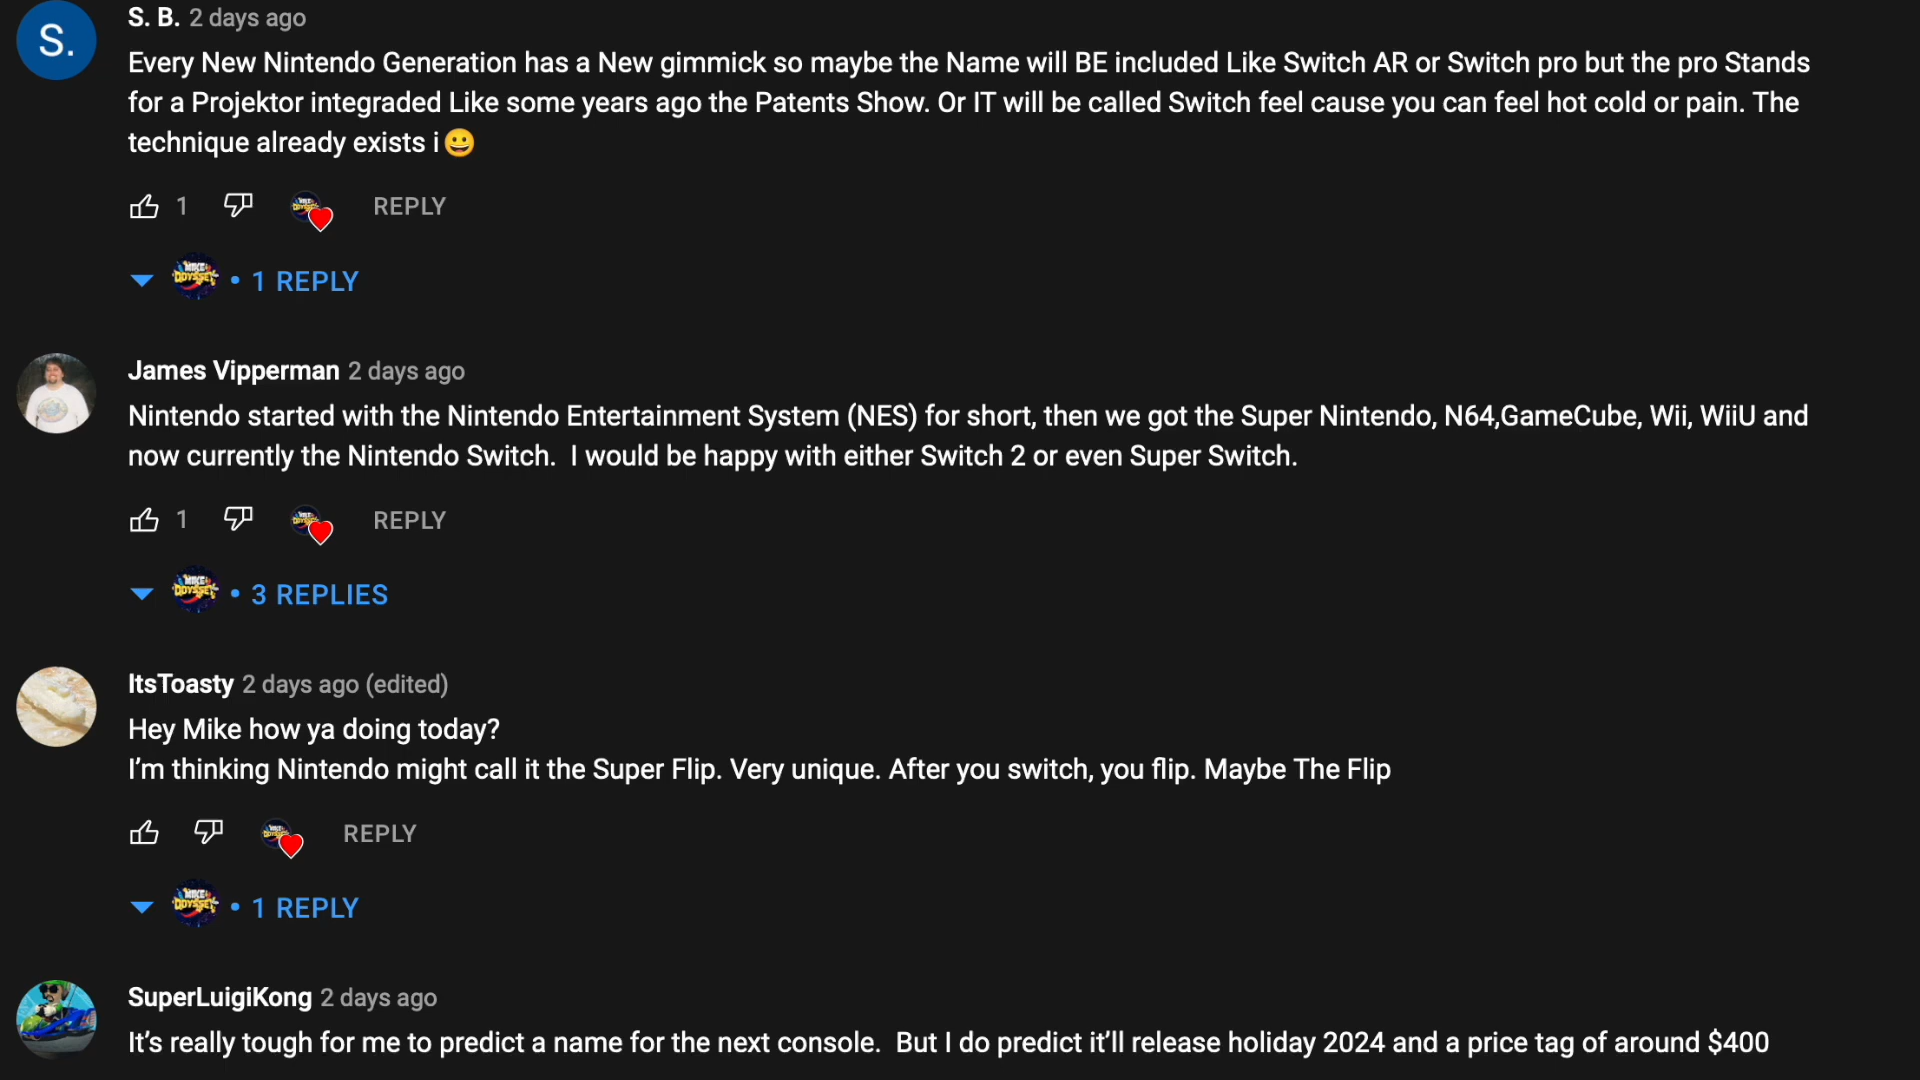 S.
S. B. 2 days ago
Every New Nintendo Generation has a New gimmick so maybe the Name will BE included Like Switch AR or Switch pro but the pro Stands
for a Projektor integraded Like some years ago the Patents Show. Or IT will be called Switch feel cause you can feel hot cold or pain. The
technique already exists i😀
1 REPLY
MIKE ODYSSEY • 1 REPLY
James Vipperman 2 days ago
Nintendo started with the Nintendo Entertainment System (NES) for short, then we got the Super Nintendo, N64,GameCube, Wii, WiiU and
now currently the Nintendo Switch.  I would be happy with either Switch 2 or even Super Switch.
1 REPLY
MIKE ODYSSEY • 3 REPLIES
ItsToasty 2 days ago (edited)
Hey Mike how ya doing today?
I’m thinking Nintendo might call it the Super Flip. Very unique. After you switch, you flip. Maybe The Flip
REPLY
MIKE ODYSSEY • 1 REPLY
SuperLuigiKong 2 days ago
It’s really tough for me to predict a name for the next console.  But I do predict it’ll release holiday 2024 and a price tag of around $400